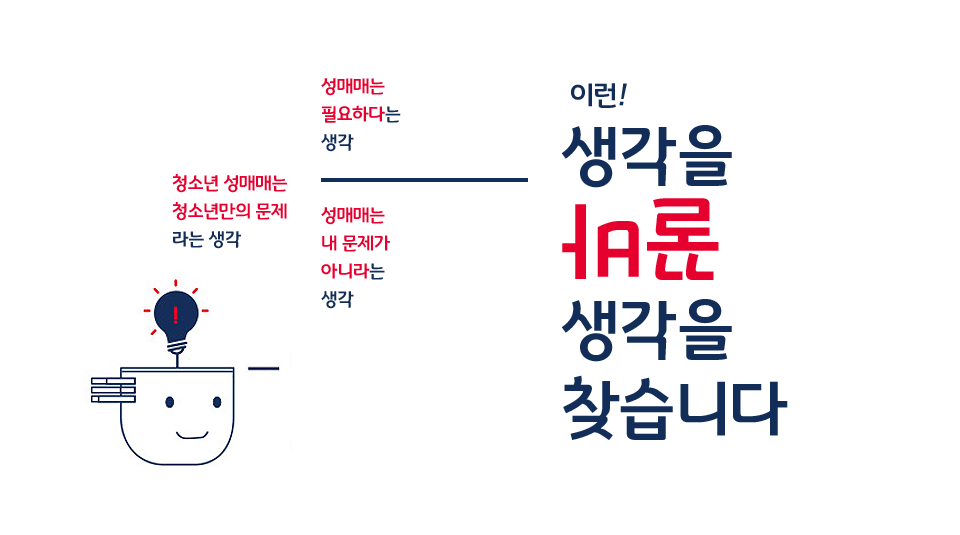 성매매는
필요하다는
생각
청소년 성매매는
청소년만의 문제
라는 생각
성매매는
내 문제가
아니라는
생각
이런!
생각을
바꿀
생각을
찾습니다
!